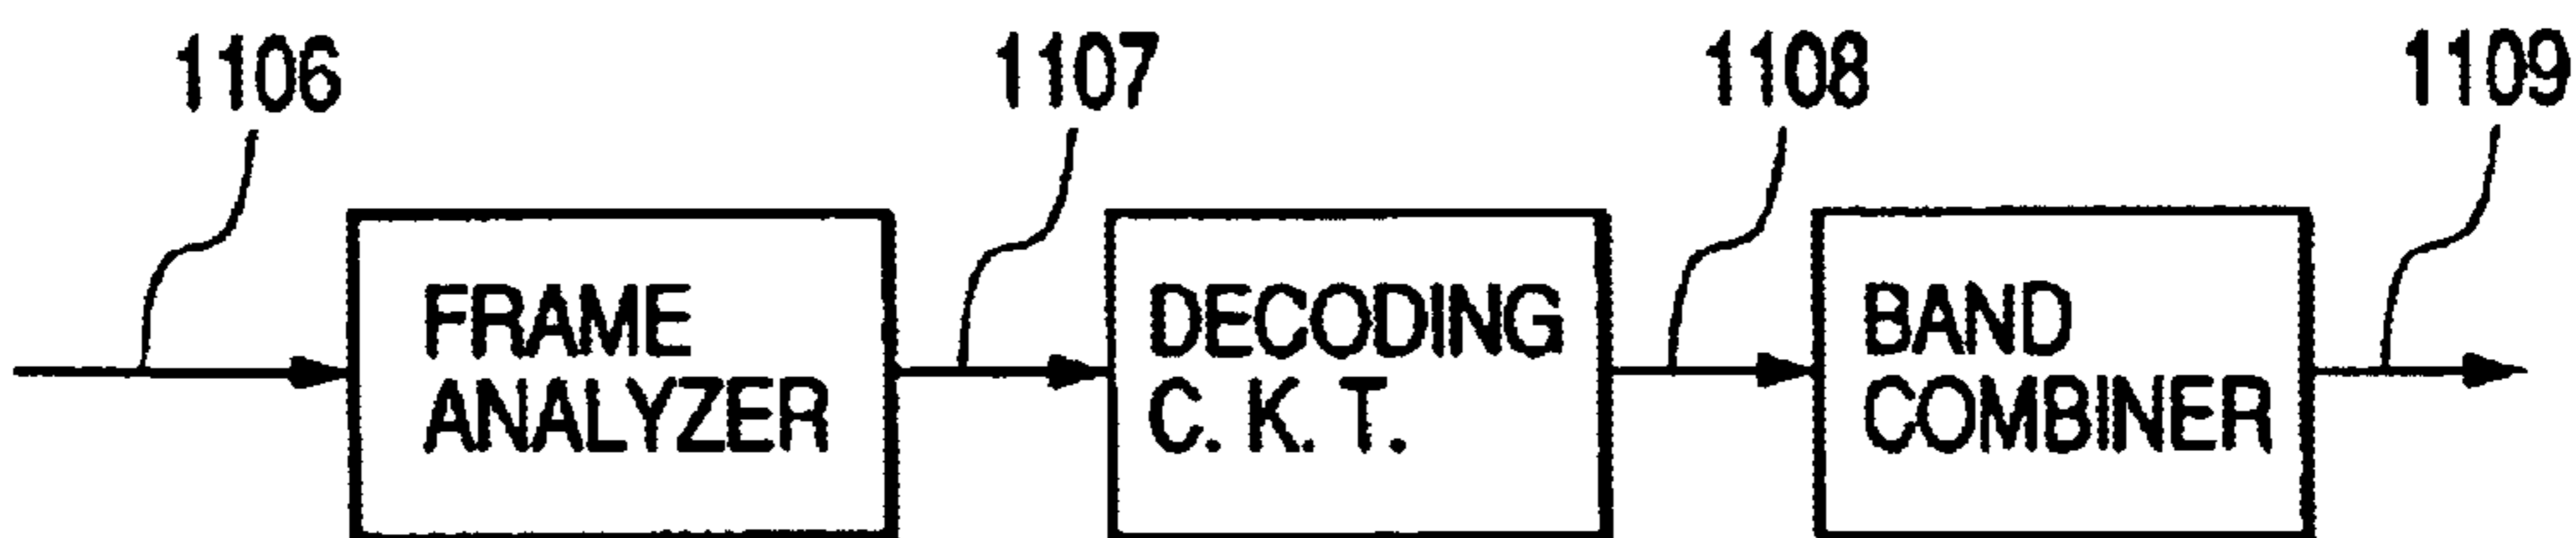 1106
1107
1108
1109
FRAME
ANALYZER
DECODING
C. K. T.
BAND
COMBINER